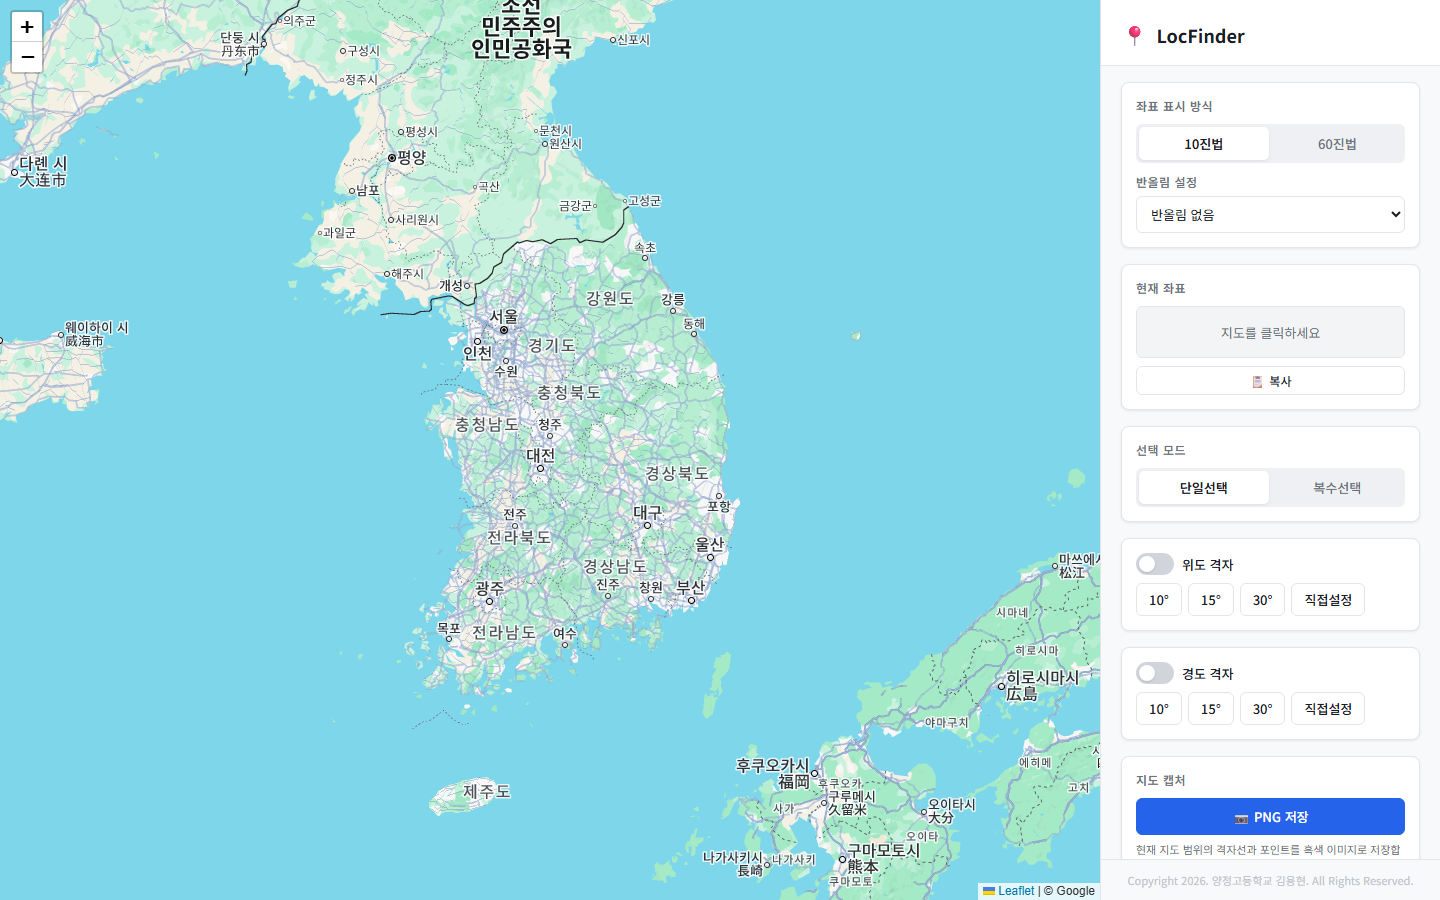 +
−
조선
민주주의
인민공화국
의주군
단둥 시
丹东市
구성시
신포시
정주시
다롄 시
大连市
평성시
문천시
원산시
평양
남포
곡산
금강군
고성군
사리원시
과일군
해주시
개성
속초
강원도
강릉
동해
서울
인천
경기도
수원
웨이하이 시
威海市
충청북도
충청남도
청주
대전
경상북도
포항
전주
대구
전라북도
울산
경상남도
광주
진주
창원
부산
목포
전라남도
여수
제주도
마쓰에시
松江
시마네
히로시마
히로시마시
広島
야마구치
에히메
고치
후쿠오카시
福岡
후쿠오카
사가
구루메시
久留米
오이타시
大分
오이타
나가사키시
長崎
나가사키
구마모토시
熊本
쿠마모토
Leaflet | © Google
LocFinder
좌표 표시 방식
10진법 60진법
반올림 설정
반올림 없음
현재 좌표
지도를 클릭하세요
복사
선택 모드
단일선택 복수선택
위도 격자
10° 15° 30° 직접설정
경도 격자
10° 15° 30° 직접설정
지도 캡처
PNG 저장
현재 지도 범위의 격자선과 포인트를 흑색 이미지로 저장합
Copyright 2026. 양정고등학교 김용현. All Rights Reserved.